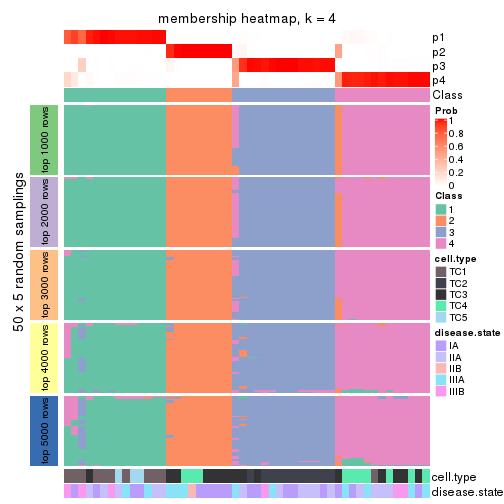 membership heatmap, k = 4
p1
p2
p3
p4
Class
Prob
1
0.8
0.6
0.4
0.2
0
Class
1
2
3
4
cell.type
TC1
TC2
TC3
TC4
TC5
disease.state
IA
IIA
IIB
IIIA
IIIB
50 x 5 random samplings
top 1000 rows
top 2000 rows
top 3000 rows
top 4000 rows
top 5000 rows
cell.type
disease.state